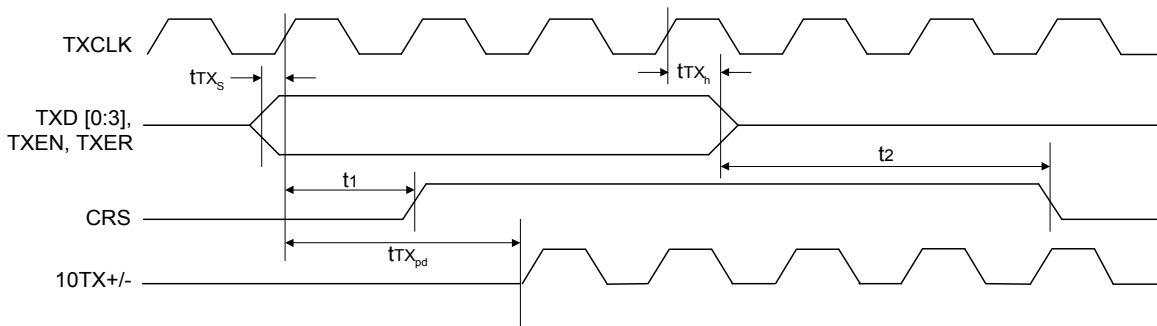 TXCLK
tTXS
tTXh
TXD [0:3],
TXEN, TXER
t2
t1
CRS
tTXpd
10TX+/-